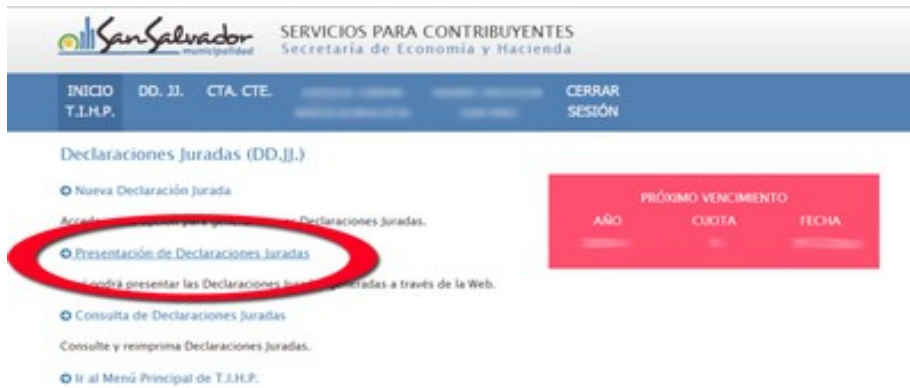 San Salvador
municipalidad
SERVICIOS PARA CONTRIBUYENTES
Secretaría de Economía y Hacienda
INICIO DD. JJ. CTA. CTE. CERRAR
T.I.H.P. SESIÓN
Declaraciones Juradas (DD.JJ.)
Nueva Declaración Jurada
Declaraciones Juradas.
Presentación de Declaraciones Juradas
podrá presentar las Declaraciones generadas a través de la Web.
Consulta de Declaraciones Juradas
Consulte y reimprima Declaraciones Juradas.
Ir al Menú Principal de T.I.H.P.
PRÓXIMO VENCIMIENTO
AÑO CUOTA FECHA